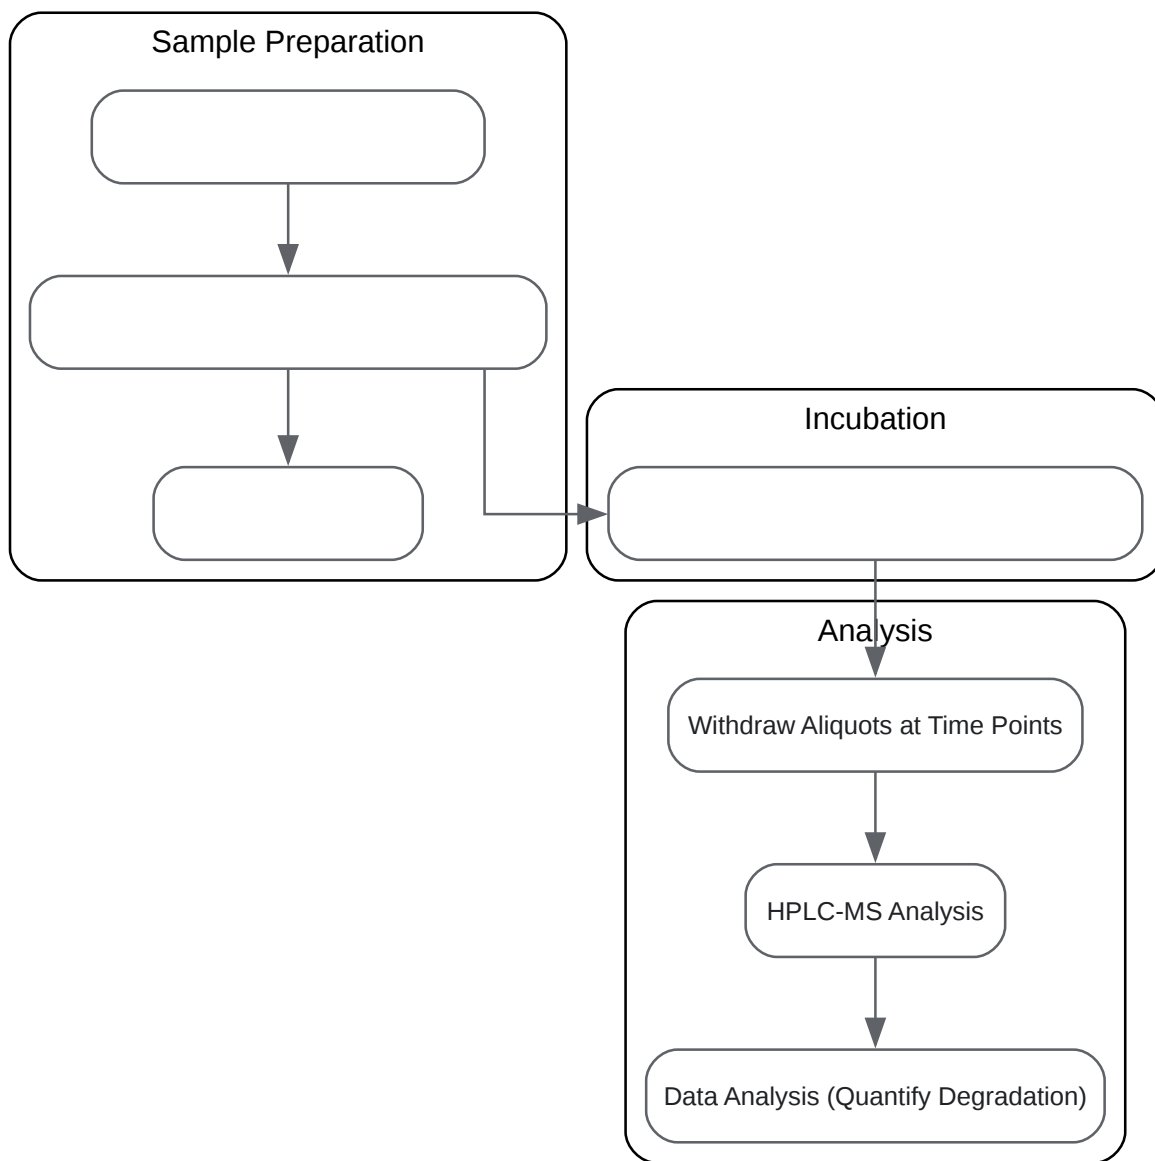 Sample Preparation
Incubation
Analysis
Withdraw Aliquots at Time Points
HPLC-MS Analysis
Data Analysis (Quantify Degradation)